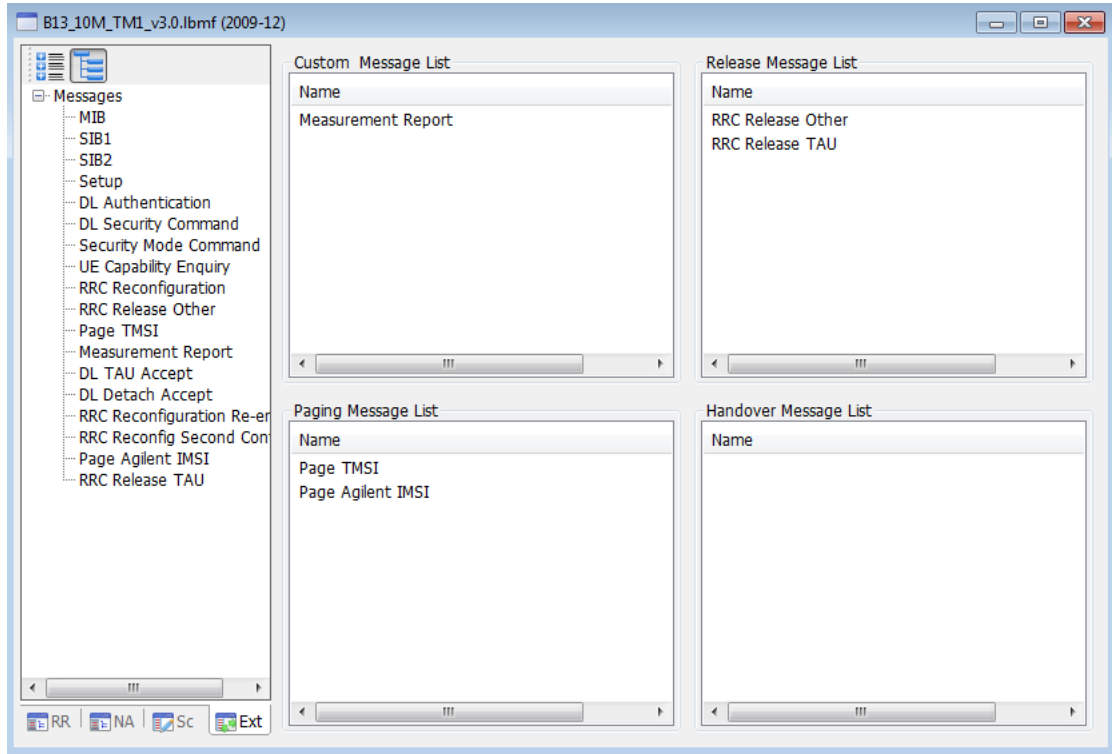 B13_10M_TM1_v3.0.lbmf (2009-12)
Messages
MIB
SIB1
SIB2
Setup
DL Authentication
DL Security Command
Security Mode Command
UE Capability Enquiry
RRC Reconfiguration
RRC Release Other
Page TMSI
Measurement Report
DL TAU Accept
DL Detach Accept
RRC Reconfiguration Re-er
RRC Reconfig Second Con
Page Agilent IMSI
RRC Release TAU
RR
NA
Sc
Ext
Custom Message List
Name
Measurement Report
Release Message List
Name
RRC Release Other
RRC Release TAU
Paging Message List
Name
Page TMSI
Page Agilent IMSI
Handover Message List
Name